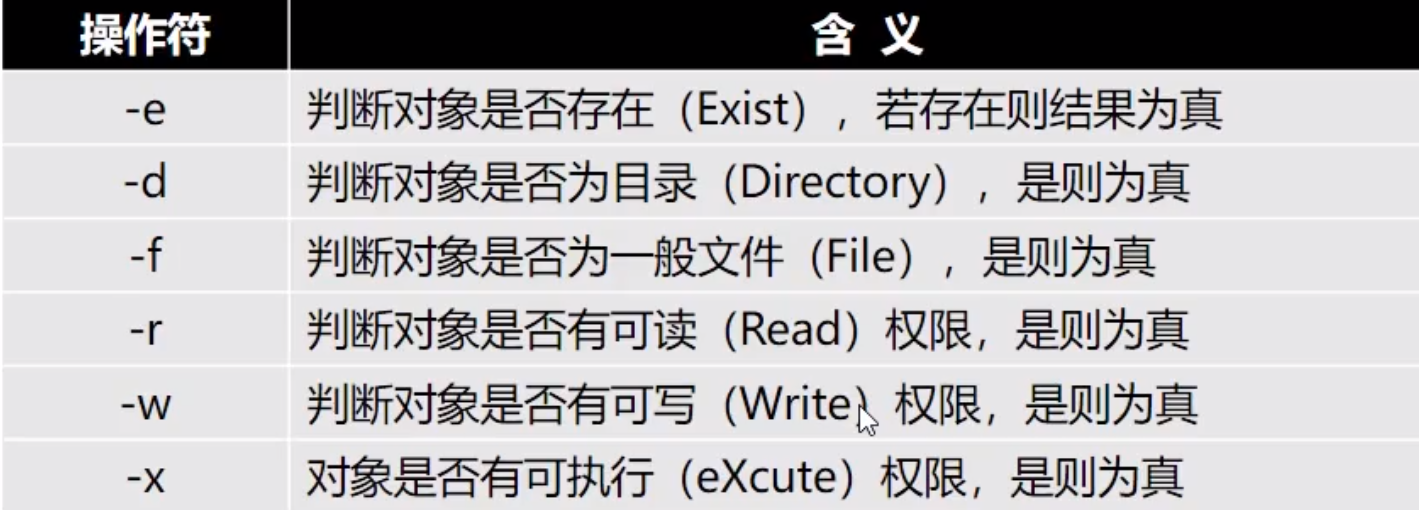 操作符 含 义
-e 判断对象是否存在（Exist），若存在则结果为真
-d 判断对象是否为目录（Directory），是则为真
-f 判断对象是否为一般文件（File），是则为真
-r 判断对象是否有可读（Read）权限，是则为真
-w 判断对象是否有可写（Write）权限，是则为真
-x 对象是否有可执行（eXcute）权限，是则为真